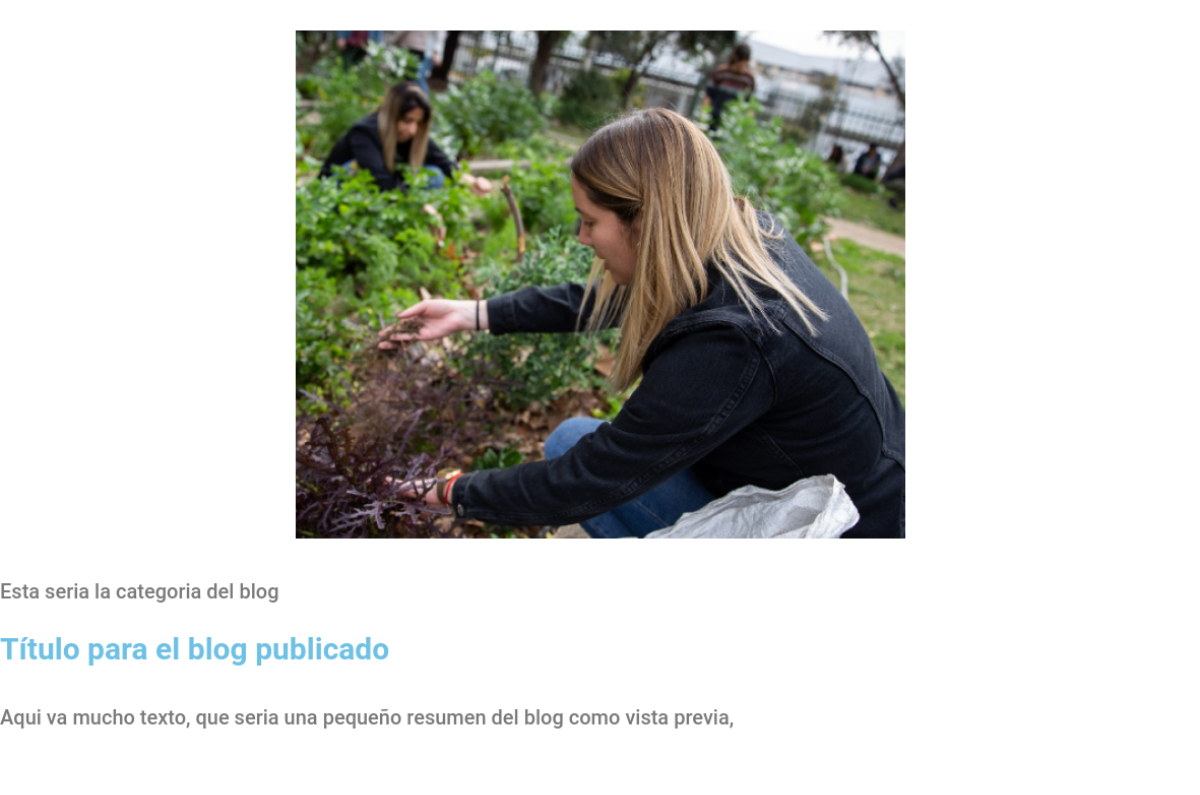 Esta seria la categoria del blog
Título para el blog publicado
Aqui va mucho texto, que seria una pequeño resumen del blog como vista previa,